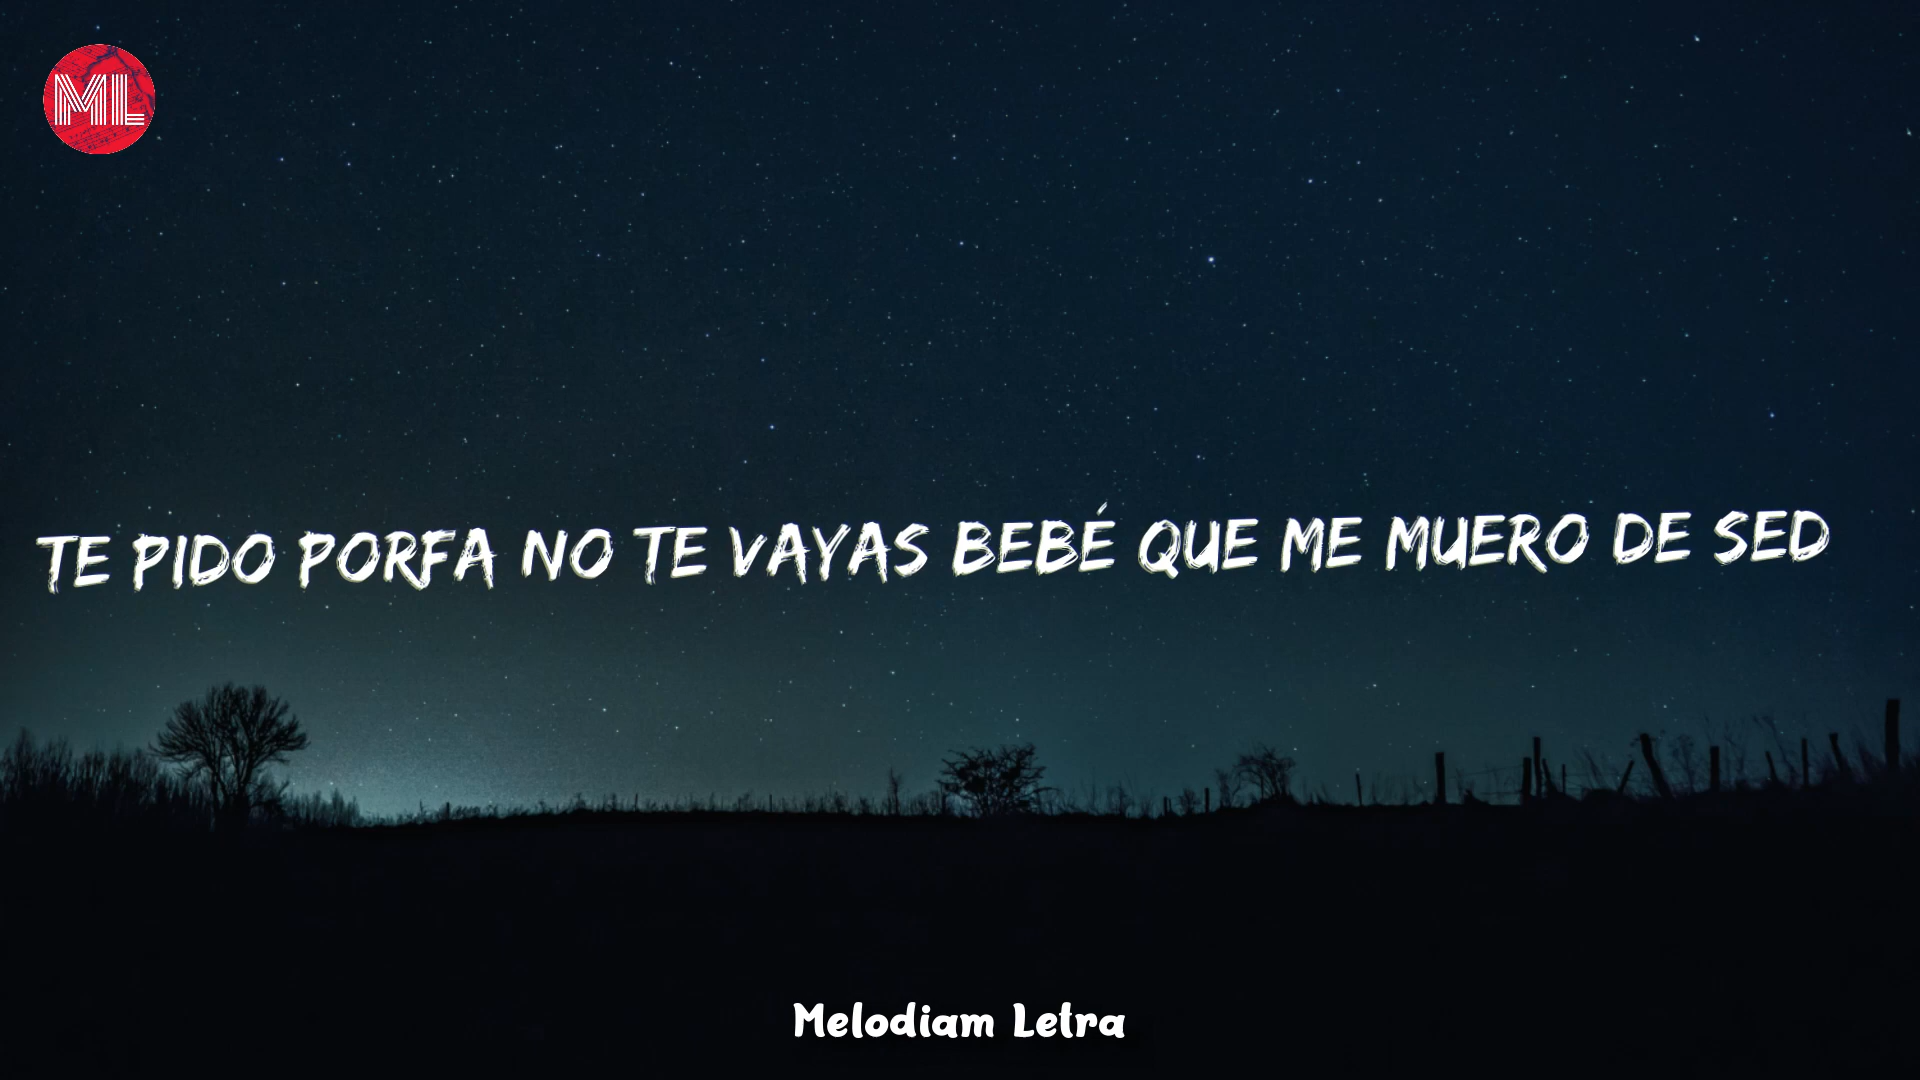 ML
TE PIDO PORFA NO TE VAYAS BEBÉ QUE ME MUERO DE SED
Melodiam Letra